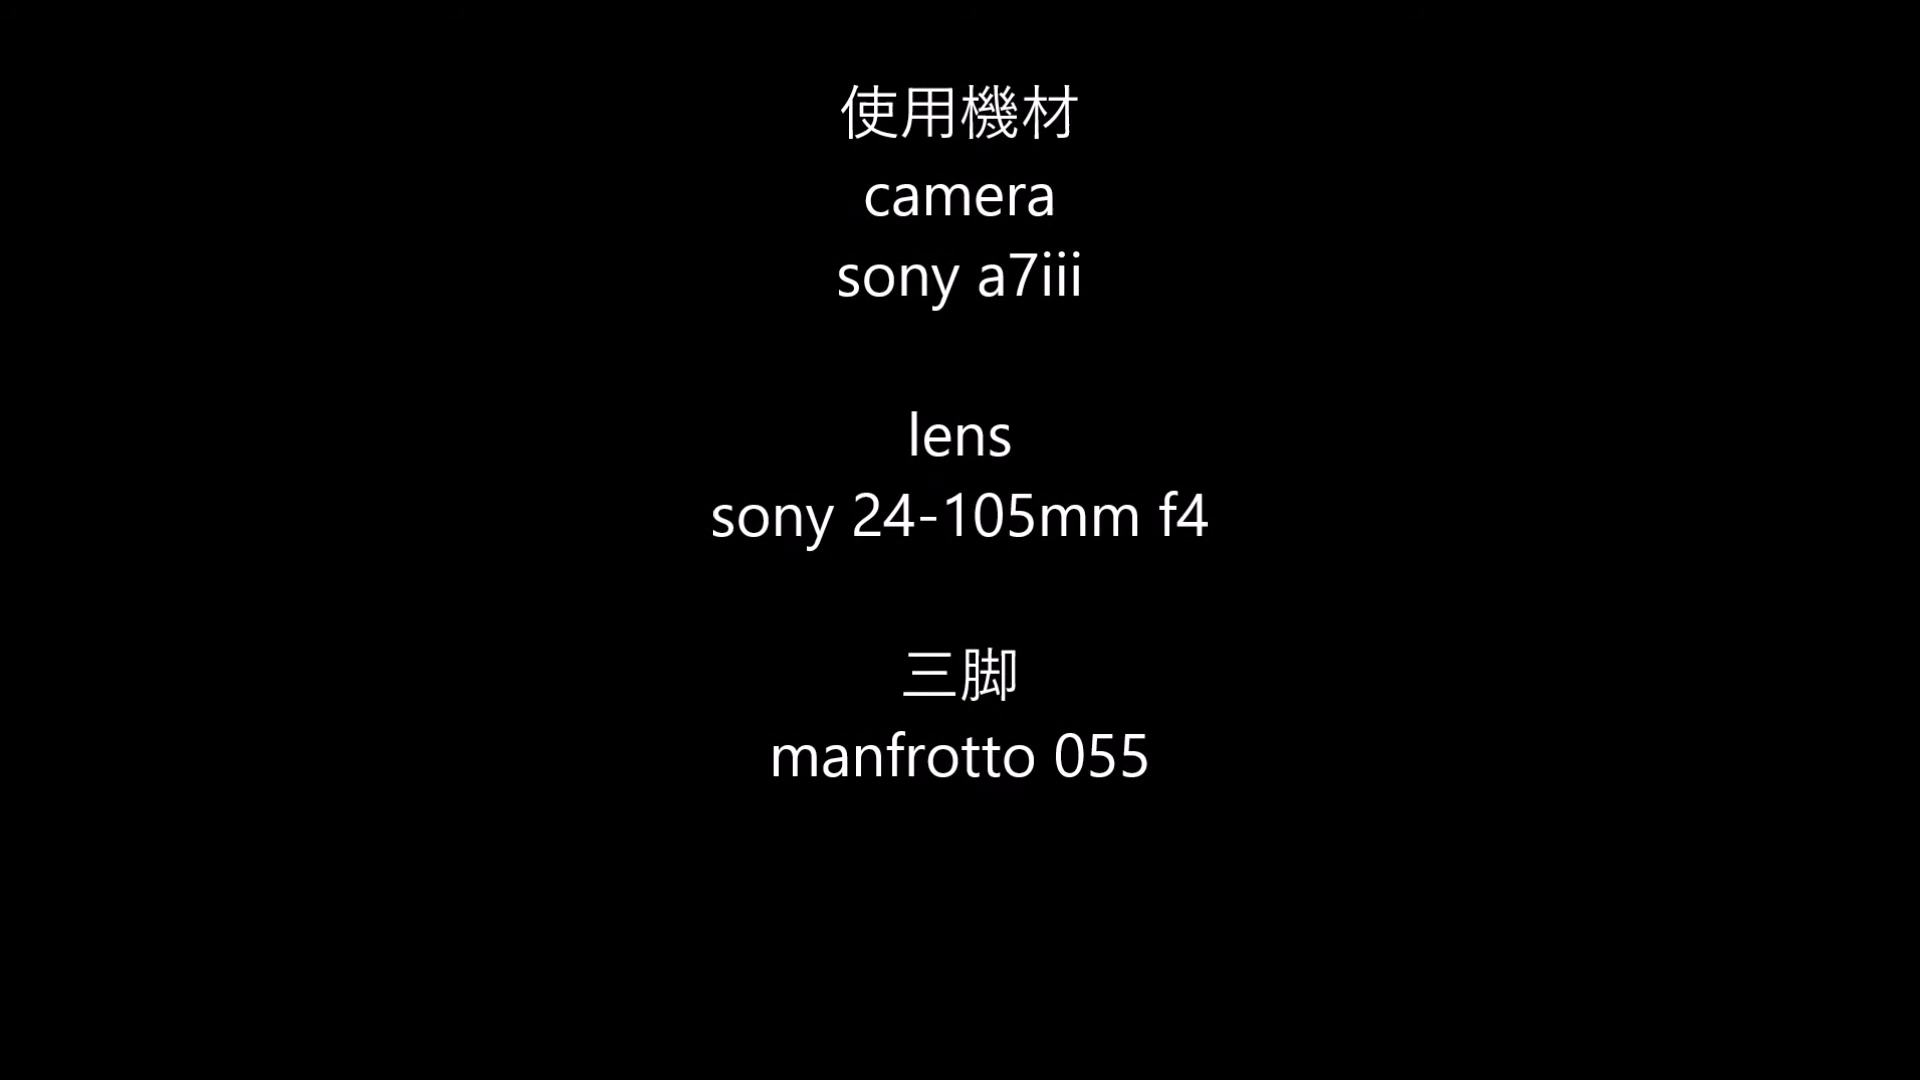 使用機材
camera
sony a7iii
lens
sony 24-105mm f4
三脚
manfrotto 055